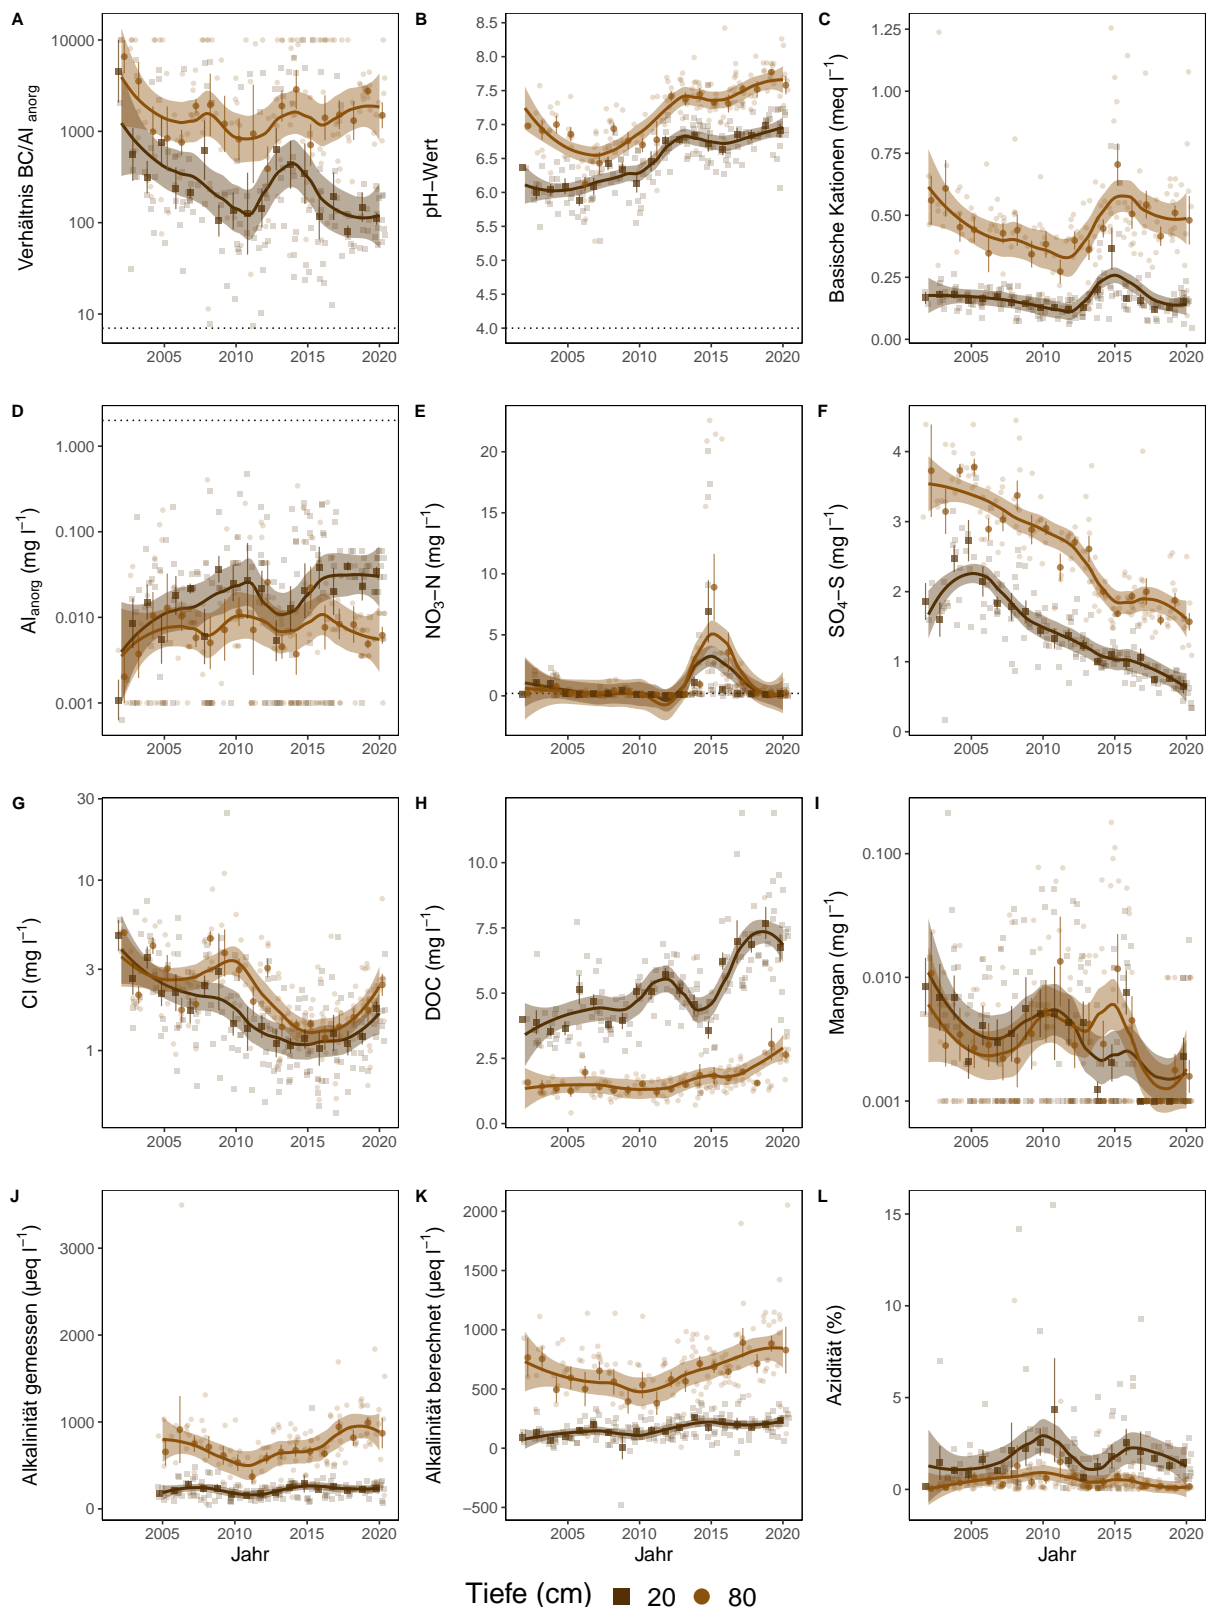 A
Verhältnis BC/Al anorg
10000
1000
100
10
2005 2010 2015 2020
B
pH−Wert
8.5
8.0
7.5
7.0
6.5
6.0
5.5
5.0
4.5
4.0
2005 2010 2015 2020
C
Basische Kationen (meq l−1)
1.25
1.00
0.75
0.50
0.25
0.00
2005 2010 2015 2020
D
Alanorg (mg l−1)
1.000
0.100
0.010
0.001
2005 2010 2015 2020
E
NO3−N (mg l−1)
20
15
10
5
0
2005 2010 2015 2020
F
SO4−S (mg l−1)
4
3
2
1
0
2005 2010 2015 2020
G
Cl (mg l−1)
30
10
3
1
2005 2010 2015 2020
H
DOC (mg l−1)
10.0
7.5
5.0
2.5
0.0
2005 2010 2015 2020
I
Mangan (mg l−1)
0.100
0.010
0.001
2005 2010 2015 2020
J
Alkalinität gemessen (µeq l−1)
3000
2000
1000
0
2005 2010 2015 2020
Jahr
K
Alkalinität berechnet (µeq l−1)
2000
1500
1000
500
0
−500
2005 2010 2015 2020
L
Azidität (%)
15
10
5
0
2005 2010 2015 2020
Jahr
Tiefe (cm) 20 80